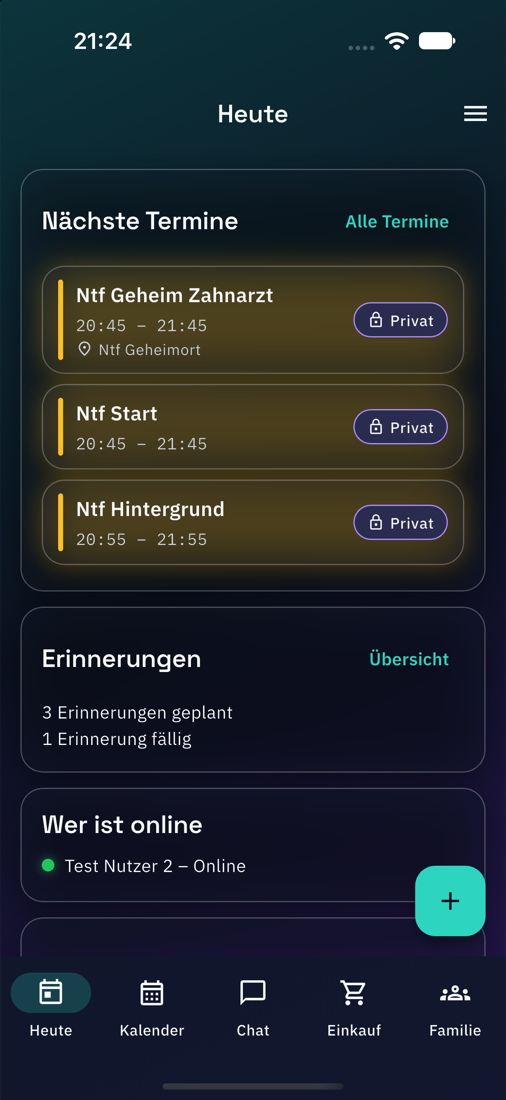 21:24
Heute
Nächste Termine
Alle Termine
Ntf Geheim Zahnarzt
20:45 – 21:45
Ntf Geheimort
Privat
Ntf Start
20:45 – 21:45
Privat
Ntf Hintergrund
20:55 – 21:55
Privat
Erinnerungen
Übersicht
3 Erinnerungen geplant
1 Erinnerung fällig
Wer ist online
Test Nutzer 2 – Online
+
Heute
Kalender
Chat
Einkauf
Familie